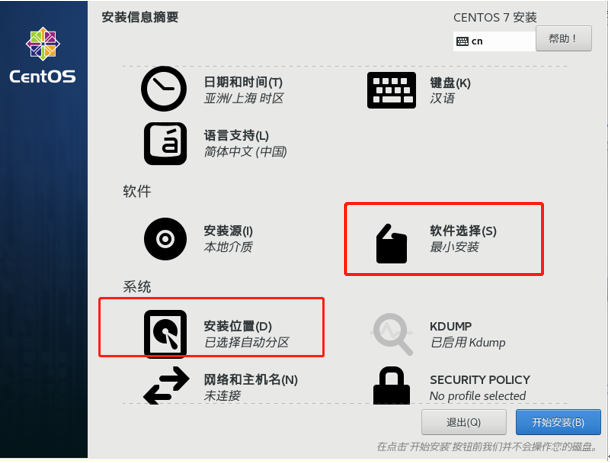 安装信息摘要
CENTOS 7 安装
cn
帮助！
CentOS
日期和时间(T)
亚洲/上海 时区
键盘(K)
汉语
语言支持(L)
简体中文 (中国)
软件
安装源(I)
本地介质
软件选择(S)
最小安装
系统
安装位置(D)
已选择自动分区
KDUMP
已启用 Kdump
网络和主机名(N)
未连接
SECURITY POLICY
No profile selected
退出(Q)
开始安装(B)
在点击'开始安装'按钮前我们并不会操作您的磁盘。